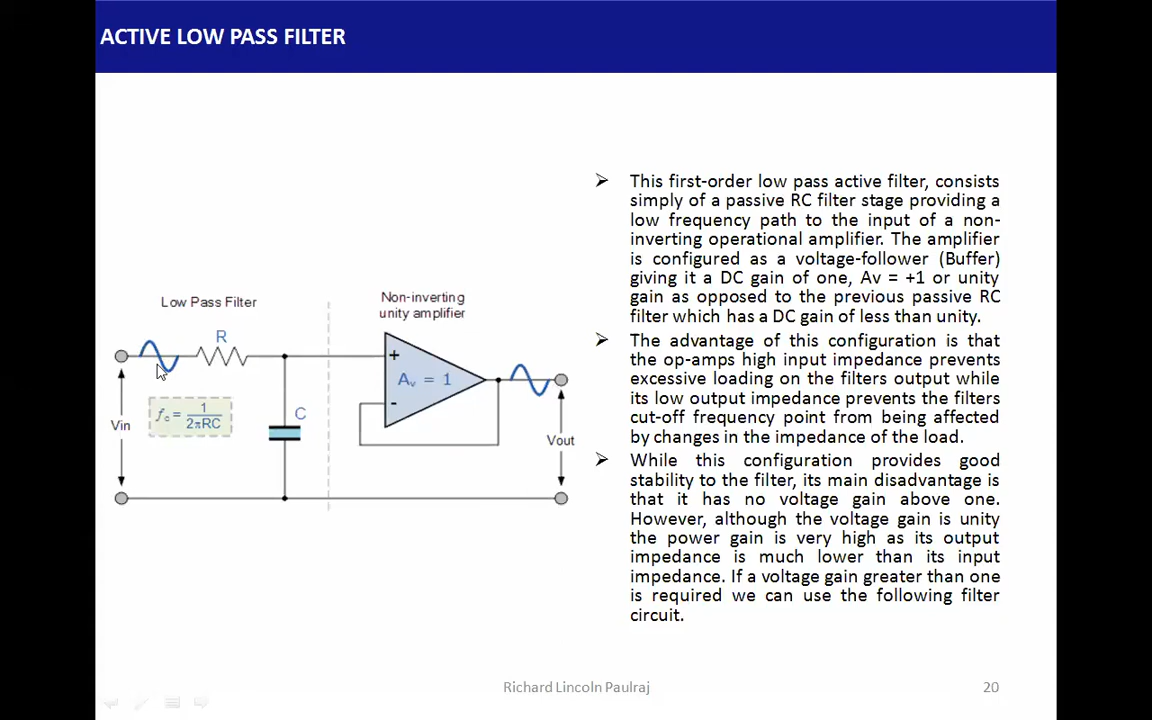 ACTIVE LOW PASS FILTER
Low Pass Filter
Non-inverting
unity amplifier
R
+
Av = 1
-
C
Vin
fc = 1/2πRC
Vout
➢ This first-order low pass active filter, consists
simply of a passive RC filter stage providing a
low frequency path to the input of a non-
inverting operational amplifier. The amplifier
is configured as a voltage-follower (Buffer)
giving it a DC gain of one, Av = +1 or unity
gain as opposed to the previous passive RC
filter which has a DC gain of less than unity.
➢ The advantage of this configuration is that
the op-amps high input impedance prevents
excessive loading on the filters output while
its low output impedance prevents the filters
cut-off frequency point from being affected
by changes in the impedance of the load.
➢ While this configuration provides good
stability to the filter, its main disadvantage is
that it has no voltage gain above one.
However, although the voltage gain is unity
the power gain is very high as its output
impedance is much lower than its input
impedance. If a voltage gain greater than one
is required we can use the following filter
circuit.
Richard Lincoln Paulraj
20